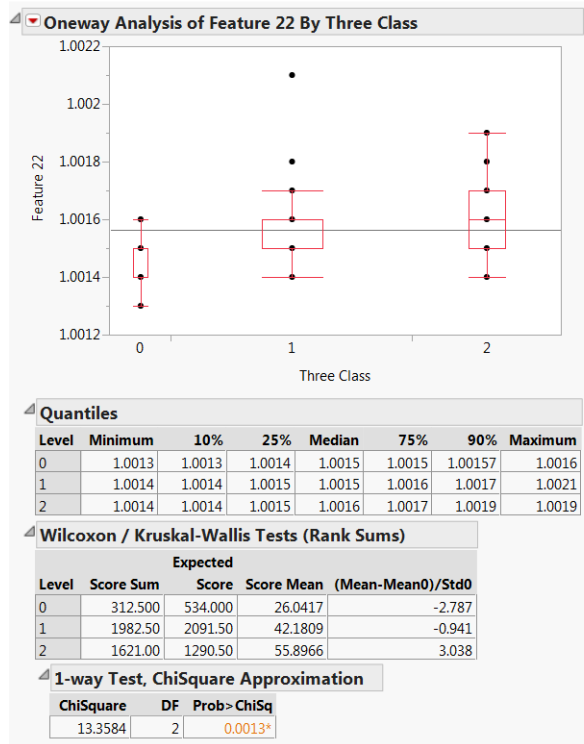 Oneway Analysis of Feature 22 By Three Class
1.0022
1.002
1.0018
1.0016
1.0014
1.0012
Feature 22
0 1 2
Three Class
Quantiles
Level Minimum 10% 25% Median 75% 90% Maximum
0 1.0013 1.0013 1.0014 1.0015 1.0015 1.00157 1.0016
1 1.0014 1.0014 1.0015 1.0015 1.0016 1.0017 1.0021
2 1.0014 1.0014 1.0015 1.0016 1.0017 1.0019 1.0019
Wilcoxon / Kruskal-Wallis Tests (Rank Sums)
Expected
Level Score Sum Score Score Mean (Mean-Mean0)/Std0
0 312.500 534.000 26.0417 -2.787
1 1982.50 2091.50 42.1809 -0.941
2 1621.00 1290.50 55.8966 3.038
1-way Test, ChiSquare Approximation
ChiSquare DF Prob>ChiSq
13.3584 2 0.0013*